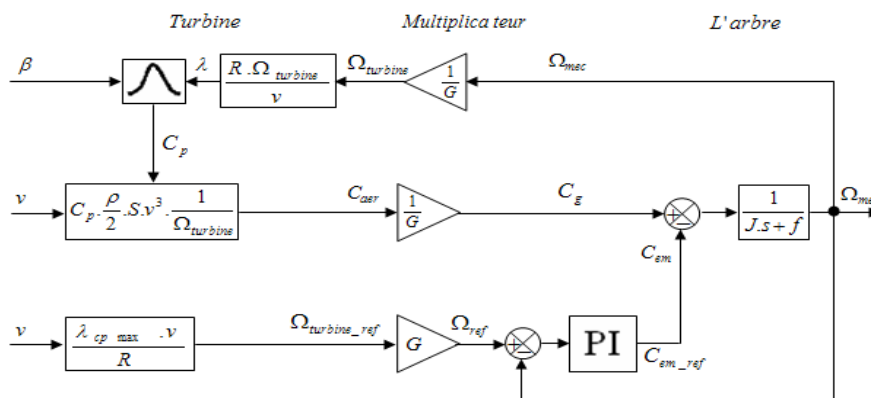 Turbine
Multiplica teur
L'arbre
β
λ
R .Ω turbine
v
Ω turbine
1
G
Ω mec
C p
v
C p . ρ/2 .S.v³. 1/Ω turbine
C aer
1
G
C g
+
−
1
J.s + f
Ω me
C em
v
λ cp max .v
R
Ω turbine_ref
G
Ω ref
+
−
PI
C em_ref